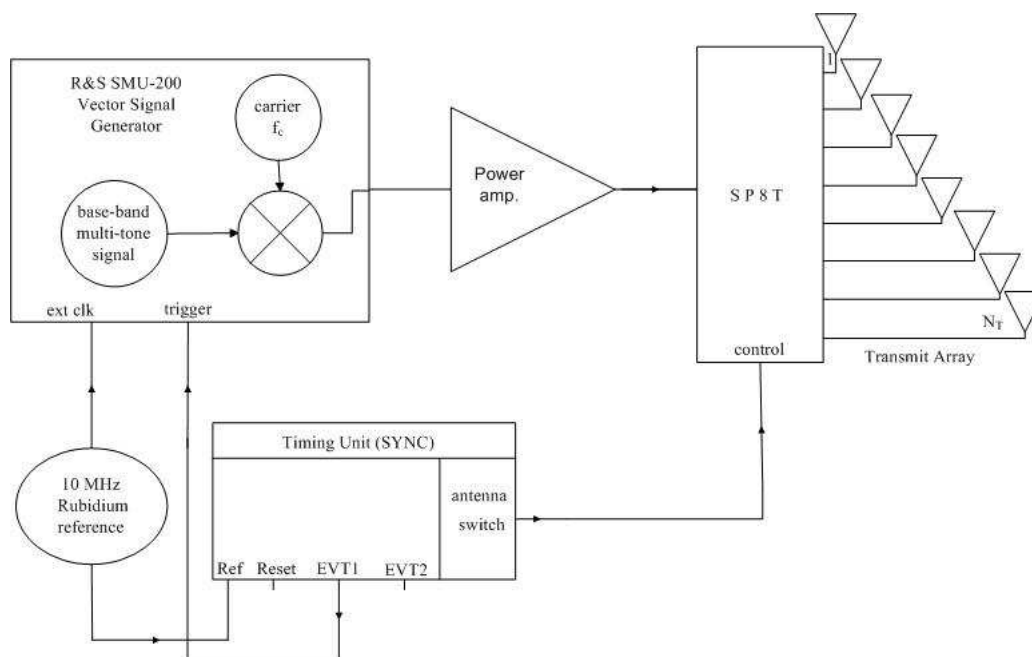 R&S SMU-200
Vector Signal
Generator
carrier
f_c
base-band
multi-tone
signal
ext clk
trigger
Power
amp.
S P 8 T
control
1
N_T
Transmit Array
10 MHz
Rubidium
reference
Timing Unit (SYNC)
antenna
switch
Ref
Reset
EVT1
EVT2